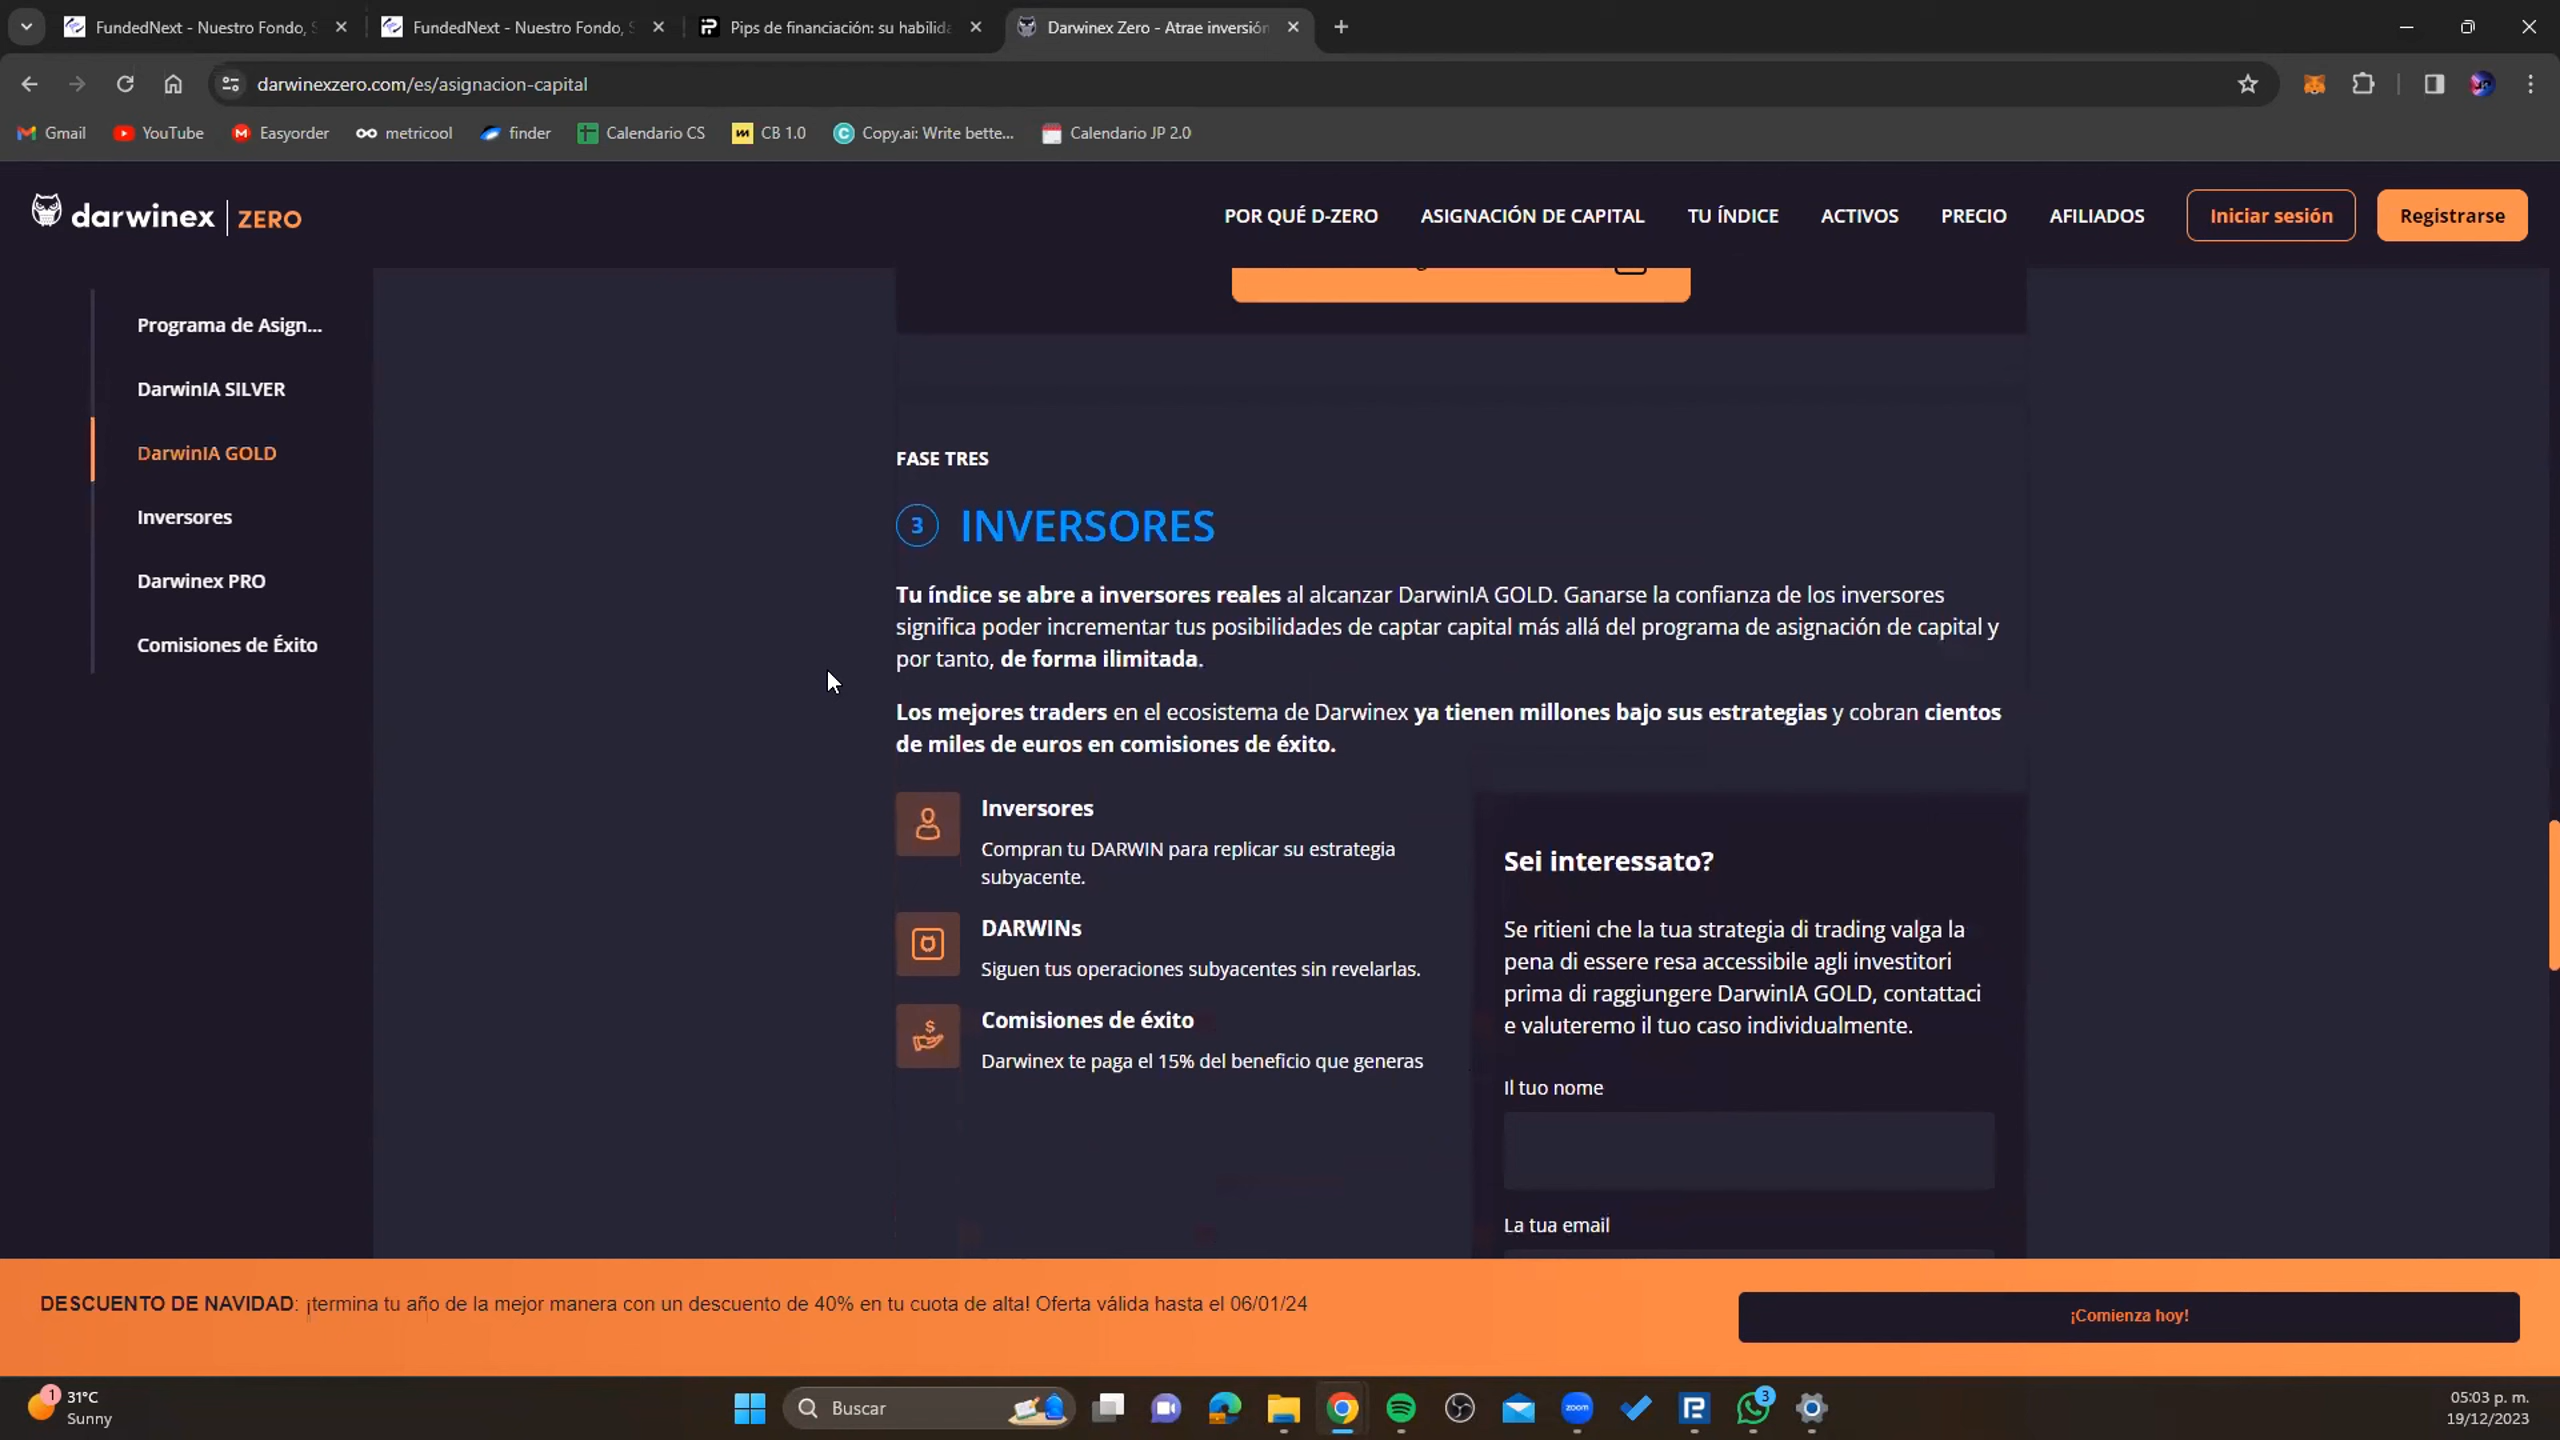 FundedNext - Nuestro Fondo, S
FundedNext - Nuestro Fondo, S
Pips de financiación: su habilida
Darwinex Zero - Atrae inversión
darwinexzero.com/es/asignacion-capital
Gmail
YouTube
Easyorder
metricool
finder
Calendario CS
CB 1.0
Copy.ai: Write bette...
Calendario JP 2.0
darwinex | ZERO
POR QUÉ D-ZERO
ASIGNACIÓN DE CAPITAL
TU ÍNDICE
ACTIVOS
PRECIO
AFILIADOS
Iniciar sesión
Registrarse
Programa de Asign...
DarwinIA SILVER
DarwinIA GOLD
Inversores
Darwinex PRO
Comisiones de Éxito
FASE TRES
3 INVERSORES
Tu índice se abre a inversores reales al alcanzar DarwinIA GOLD. Ganarse la confianza de los inversores
significa poder incrementar tus posibilidades de captar capital más allá del programa de asignación de capital y
por tanto, de forma ilimitada.
Los mejores traders en el ecosistema de Darwinex ya tienen millones bajo sus estrategias y cobran cientos
de miles de euros en comisiones de éxito.
Inversores
Compran tu DARWIN para replicar su estrategia
subyacente.
DARWINs
Siguen tus operaciones subyacentes sin revelarlas.
Comisiones de éxito
Darwinex te paga el 15% del beneficio que generas
Sei interessato?
Se ritieni che la tua strategia di trading valga la
pena di essere resa accessibile agli investitori
prima di raggiungere DarwinIA GOLD, contattaci
e valuteremo il tuo caso individualmente.
Il tuo nome
La tua email
DESCUENTO DE NAVIDAD: ¡termina tu año de la mejor manera con un descuento de 40% en tu cuota de alta! Oferta válida hasta el 06/01/24
¡Comienza hoy!
1
31°C
Sunny
Buscar
zoom
3
05:03 p. m.
19/12/2023